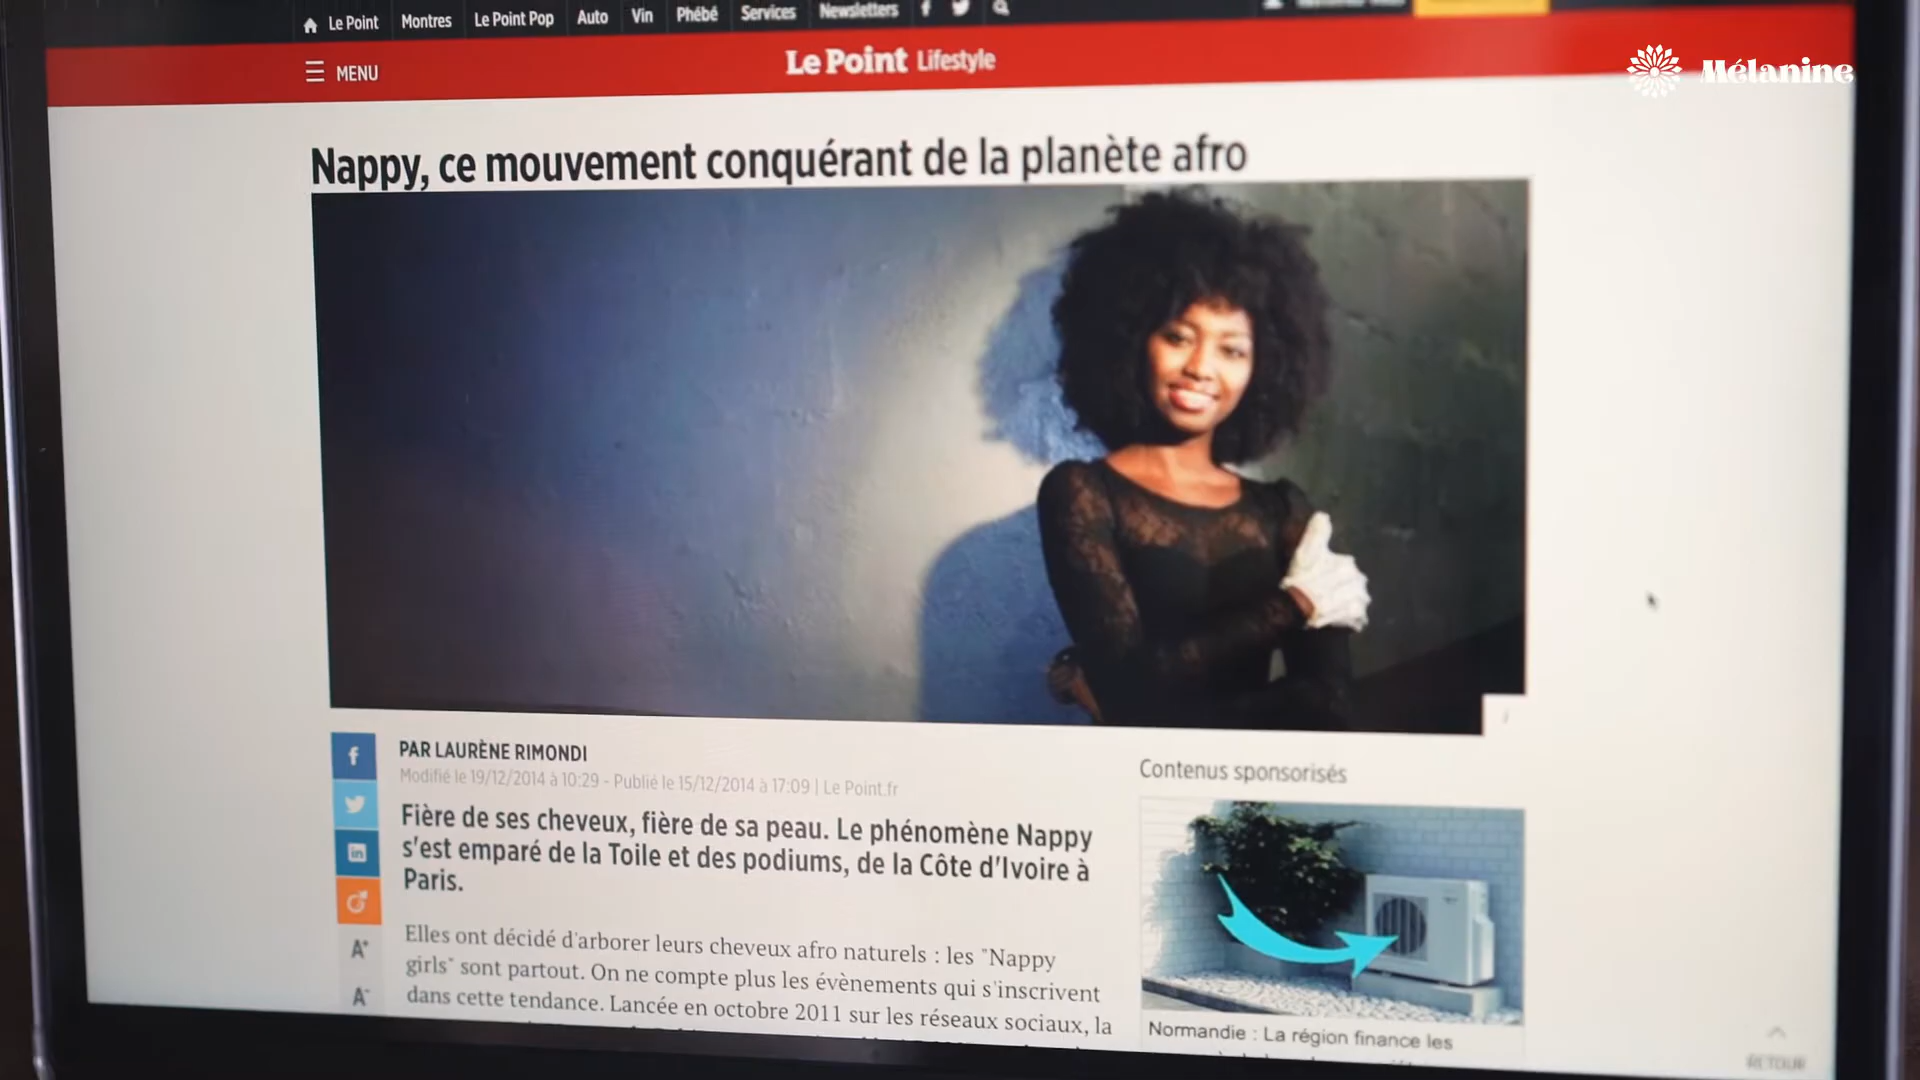 Le Point Montres Le Point Pop Auto Vin Phébé Services Newsletters
MENU
Le Point Lifestyle
Mélanine
Nappy, ce mouvement conquérant de la planète afro
PAR LAURÈNE RIMONDI
Modifié le 19/12/2014 à 10:29 - Publié le 15/12/2014 à 17:09 | Le Point.fr
Fière de ses cheveux, fière de sa peau. Le phénomène Nappy
s'est emparé de la Toile et des podiums, de la Côte d'Ivoire à
Paris.
A+
A-
Elles ont décidé d'arborer leurs cheveux afro naturels : les "Nappy
girls" sont partout. On ne compte plus les évènements qui s'inscrivent
dans cette tendance. Lancée en octobre 2011 sur les réseaux sociaux, la
Contenus sponsorisés
Normandie : La région finance les
RETOUR